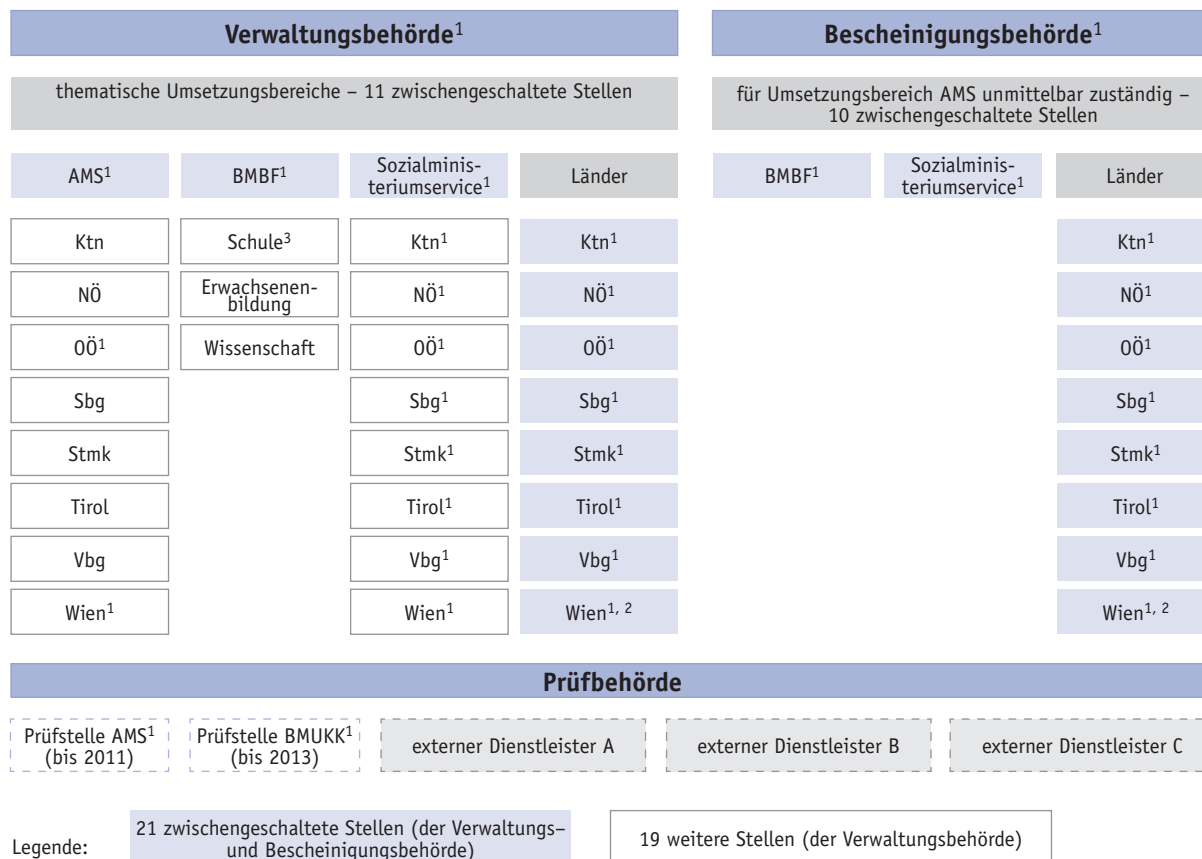 Verwaltungsbehörde¹ Bescheinigungsbehörde¹
thematische Umsetzungsbereiche – 11 zwischengeschaltete Stellen
für Umsetzungsbereich AMS unmittelbar zuständig –
10 zwischengeschaltete Stellen
AMS¹ BMBF¹ Sozialminis-
teriumservice¹ Länder BMBF¹ Sozialminis-
teriumservice¹ Länder
Ktn Schule³ Ktn¹ Ktn¹ Ktn¹
NÖ Erwachsenen-
bildung NÖ¹ NÖ¹ NÖ¹
OÖ¹ Wissenschaft OÖ¹ OÖ¹ OÖ¹
Sbg Sbg¹ Sbg¹ Sbg¹
Stmk Stmk¹ Stmk¹ Stmk¹
Tirol Tirol¹ Tirol¹ Tirol¹
Vbg Vbg¹ Vbg¹ Vbg¹
Wien¹ Wien¹ Wien¹, ² Wien¹, ²
Prüfbehörde
Prüfstelle AMS¹
(bis 2011)
Prüfstelle BMUKK¹
(bis 2013)
externer Dienstleister A
externer Dienstleister B
externer Dienstleister C
Legende:
21 zwischengeschaltete Stellen (der Verwaltungs–
und Bescheinigungsbehörde)
19 weitere Stellen (der Verwaltungsbehörde)